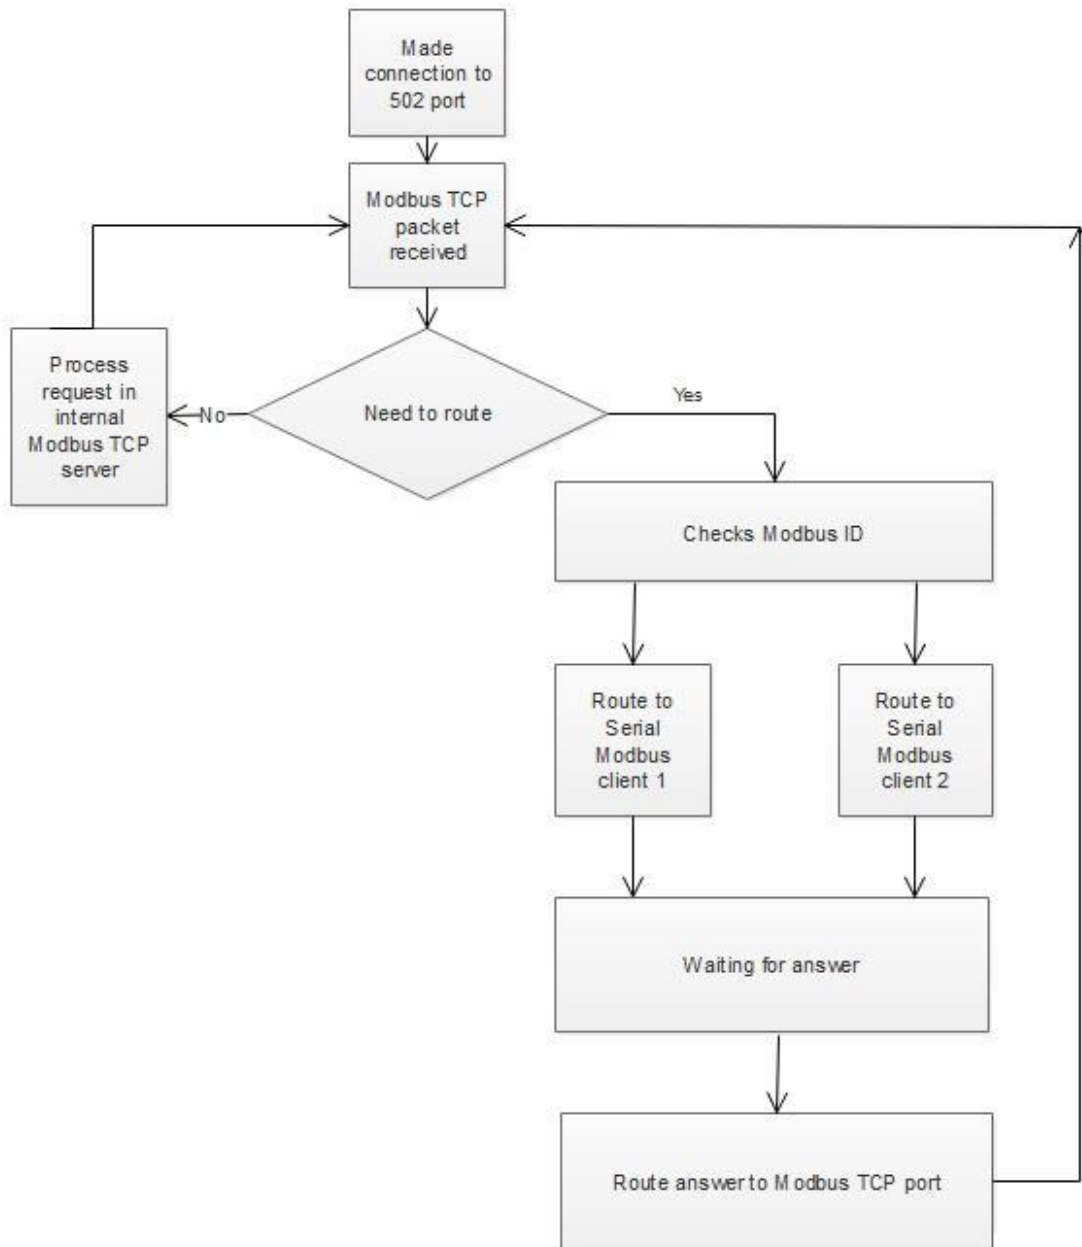 Made
connection to
502 port
Modbus TCP
packet
received
Process
request in
internal
Modbus TCP
server
No
Need to route
Yes
Checks Modbus ID
Route to
Serial
Modbus
client 1
Route to
Serial
Modbus
client 2
Waiting for answer
Route answer to Modbus TCP port